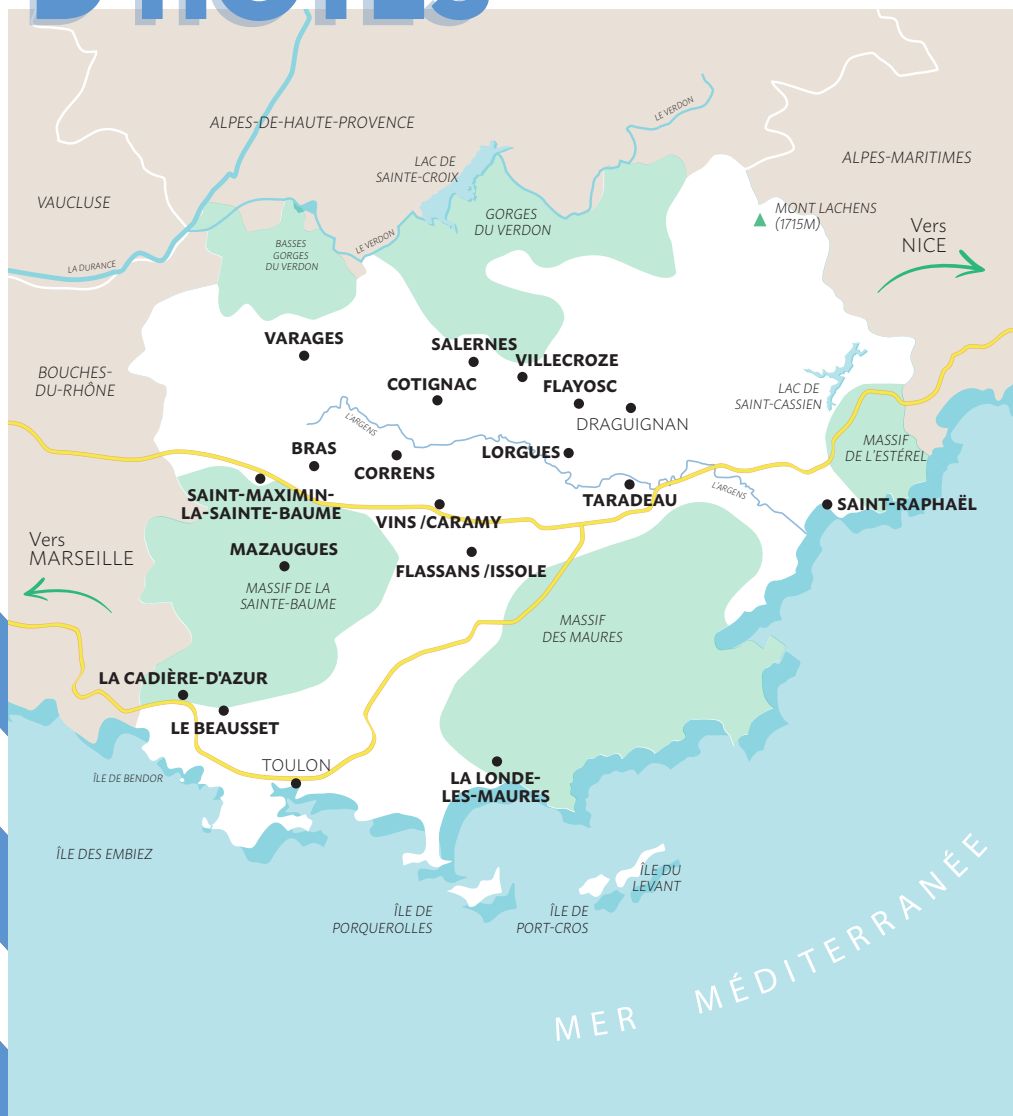 D'HÔTES
ALPES-DE-HAUTE-PROVENCE
LE VERDON
LAC DE
SAINTE-CROIX
ALPES-MARITIMES
VAUCLUSE
MONT LACHENS
(1715M)
GORGES
DU VERDON
Vers
NICE
BASSES
GORGES
DU VERDON
LE VERDON
LA DURANCE
VARAGES
SALERNES
VILLECROZE
BOUCHES-
DU-RHÔNE
COTIGNAC
FLAYOSC
LAC DE
SAINT-CASSIEN
L'ARGENS
DRAGUIGNAN
BRAS
CORRENS
LORGUES
MASSIF
DE L'ESTÉREL
SAINT-MAXIMIN-
LA-SAINTE-BAUME
TARADEAU
L'ARGENS
SAINT-RAPHAËL
VINS /CARAMY
Vers
MARSEILLE
MAZAUGUES
FLASSANS /ISSOLE
MASSIF DE LA
SAINTE-BAUME
MASSIF
DES MAURES
LA CADIÈRE-D'AZUR
LE BEAUSSET
TOULON
ÎLE DE BENDOR
LA LONDE-
LES-MAURES
ÎLE DES EMBIEZ
ÎLE DU
LEVANT
ÎLE DE
PORQUEROLLES
ÎLE DE
PORT-CROS
MER MÉDITERRANÉE